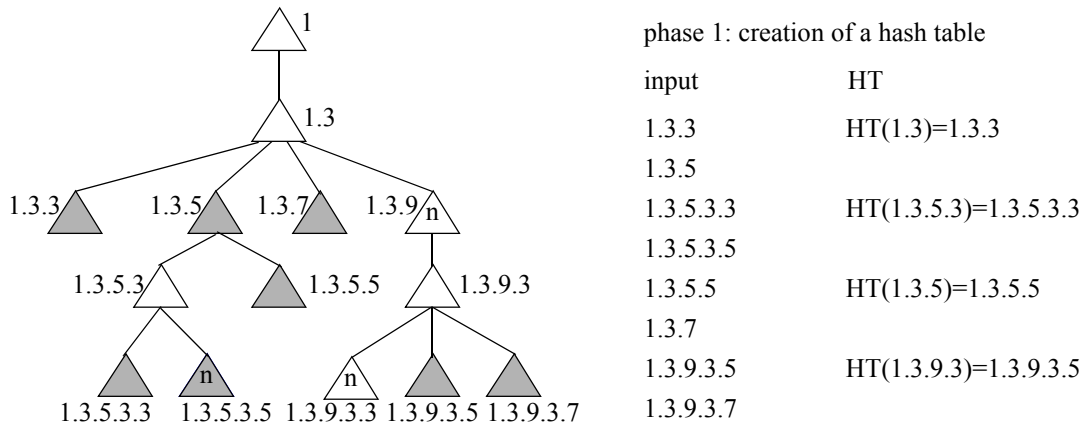 1
1.3
1.3.3 1.3.5 1.3.7 1.3.9 n
1.3.5.3 1.3.5.5 1.3.9.3
n n
1.3.5.3.3 1.3.5.3.5 1.3.9.3.3 1.3.9.3.5 1.3.9.3.7
phase 1: creation of a hash table
input HT
1.3.3 HT(1.3)=1.3.3
1.3.5
1.3.5.3.3 HT(1.3.5.3)=1.3.5.3.3
1.3.5.3.5
1.3.5.5 HT(1.3.5)=1.3.5.5
1.3.7
1.3.9.3.5 HT(1.3.9.3)=1.3.9.3.5
1.3.9.3.7